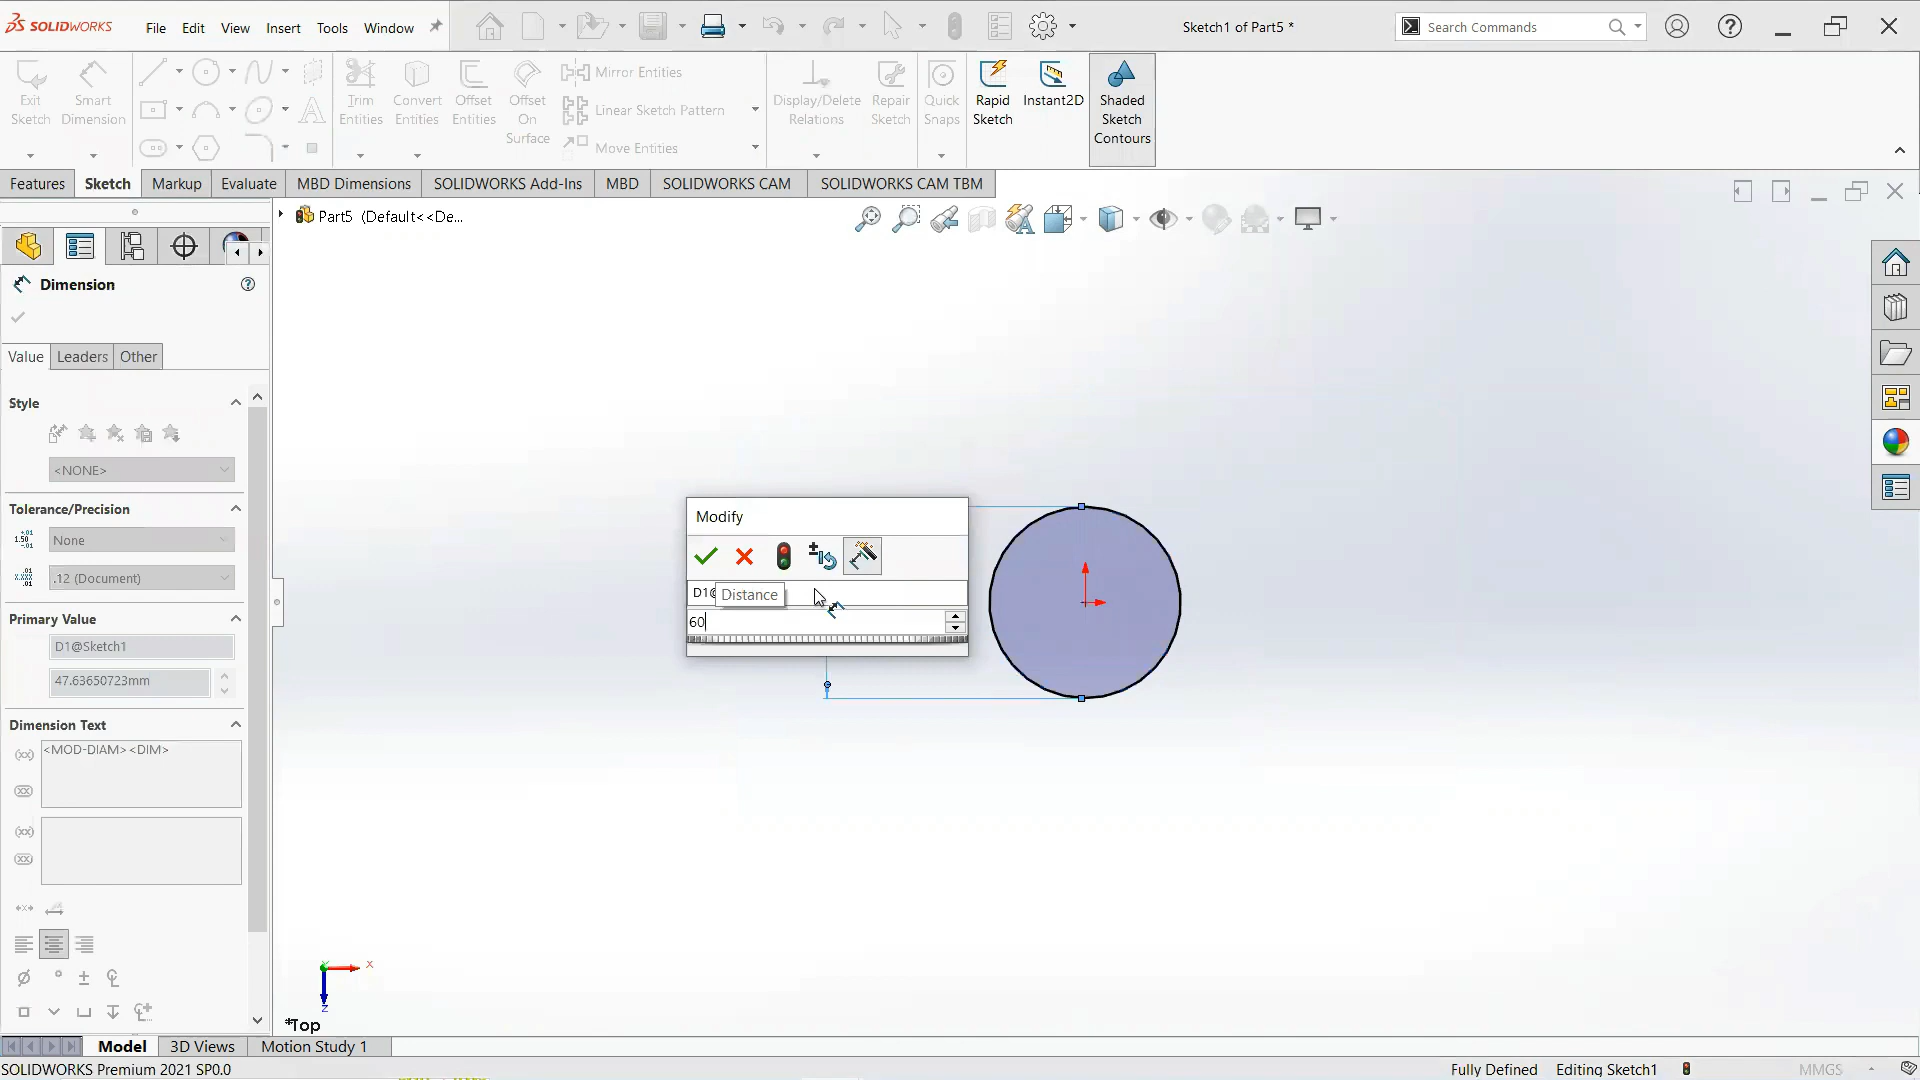 SOLIDWORKS
File Edit View Insert Tools Window
Sketch1 of Part5 *
Search Commands
Exit Sketch
Smart Dimension
Trim Entities
Convert Entities
Offset Entities
Offset On Surface
Mirror Entities
Linear Sketch Pattern
Move Entities
Display/Delete Relations
Repair Sketch
Quick Snaps
Rapid Sketch
Instant2D
Shaded Sketch Contours
Features Sketch Markup Evaluate MBD Dimensions SOLIDWORKS Add-Ins MBD SOLIDWORKS CAM SOLIDWORKS CAM TBM
Part5 (Default<<De...
Dimension
Value Leaders Other
Style
<NONE>
Tolerance/Precision
None
.12 (Document)
Primary Value
D1@Sketch1
47.63650723mm
Dimension Text
<MOD-DIAM><DIM>
Modify
D1@
Distance
60
X
Z
*Top
Model 3D Views Motion Study 1
SOLIDWORKS Premium 2021 SP0.0
Fully Defined Editing Sketch1 MMGS